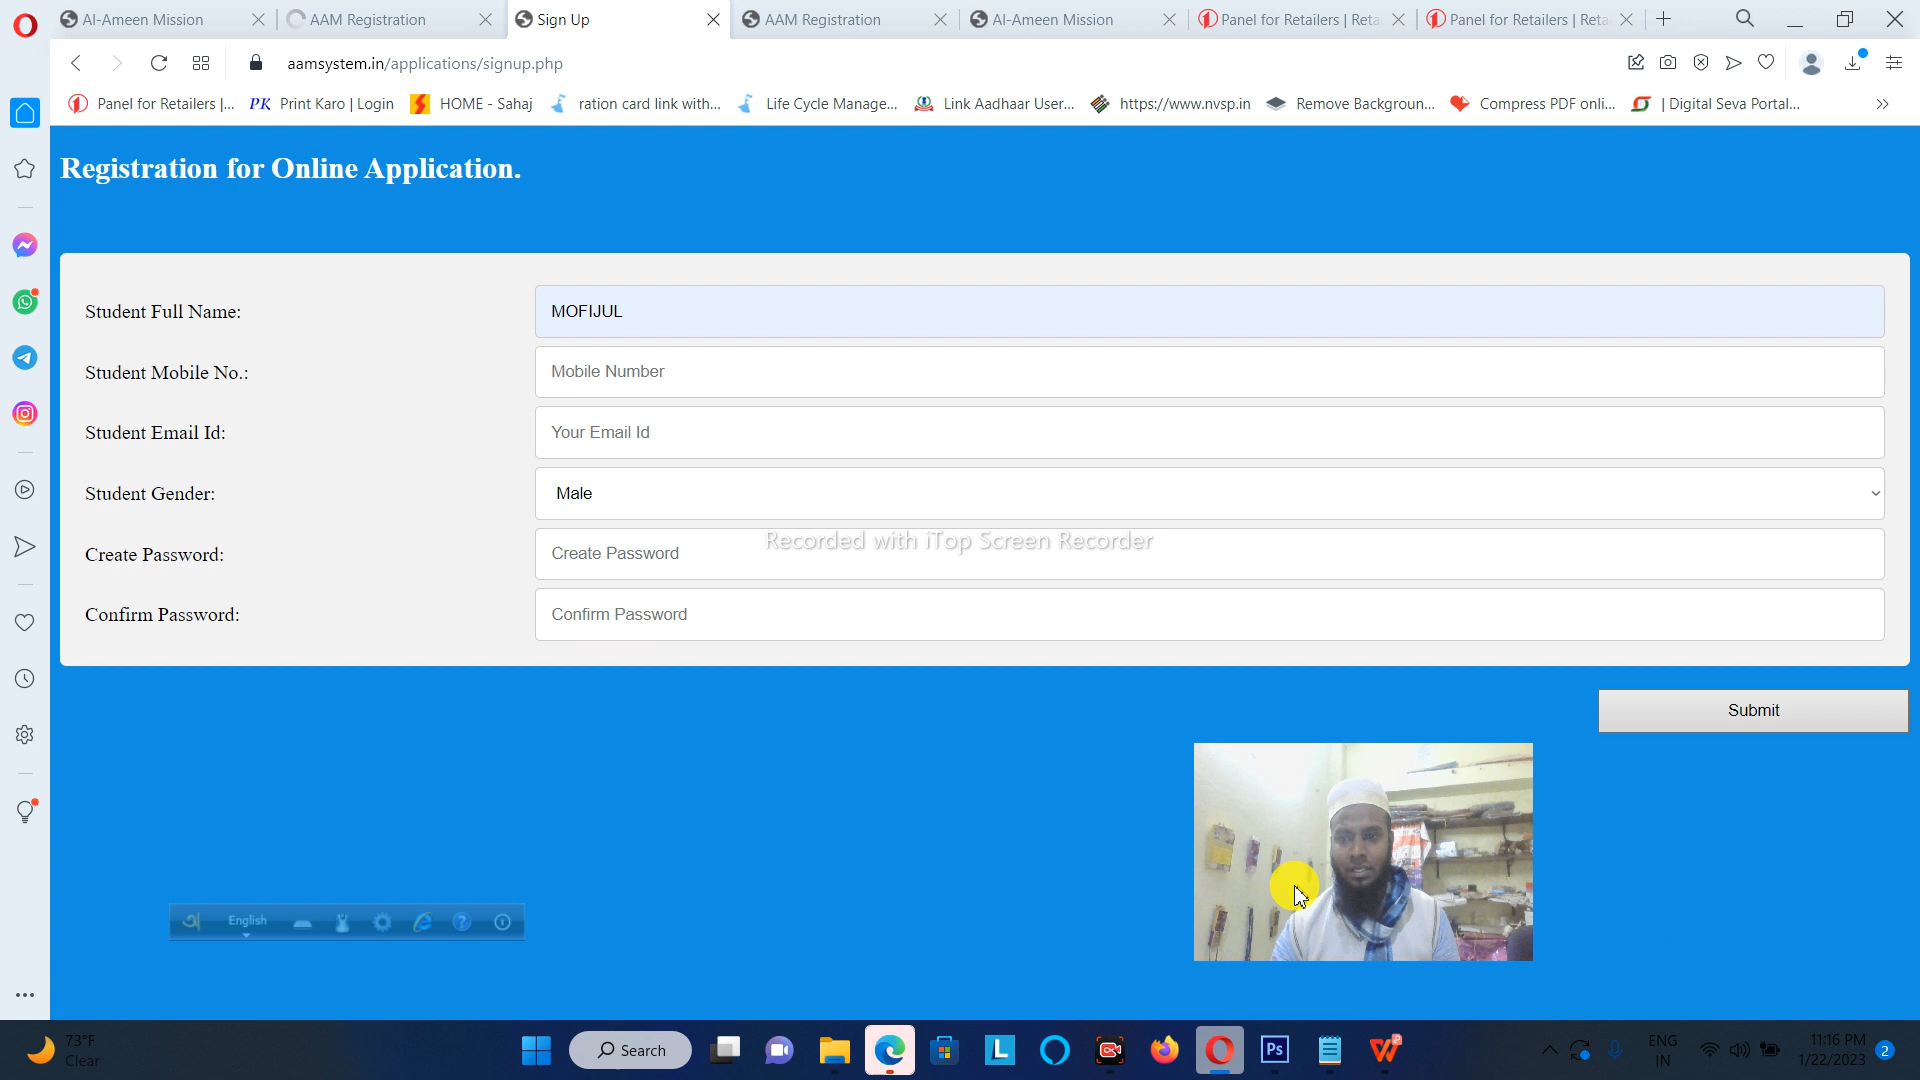 Al-Ameen Mission
AAM Registration
Sign Up
AAM Registration
Al-Ameen Mission
Panel for Retailers | Reta
Panel for Retailers | Reta
aamsystem.in/applications/signup.php
Panel for Retailers |...
PK Print Karo | Login
HOME - Sahaj
ration card link with...
Life Cycle Manage...
Link Aadhaar User...
https://www.nvsp.in
Remove Backgroun...
Compress PDF onli...
| Digital Seva Portal...
Registration for Online Application.
Student Full Name:
MOFIJUL
Student Mobile No.:
Mobile Number
Student Email Id:
Your Email Id
Student Gender:
Male
Recorded with iTop Screen Recorder
Create Password:
Create Password
Confirm Password:
Confirm Password
Submit
অ English
73°F
Clear
Search
L
Ps
ENG
IN
11:16 PM
1/22/2023
2